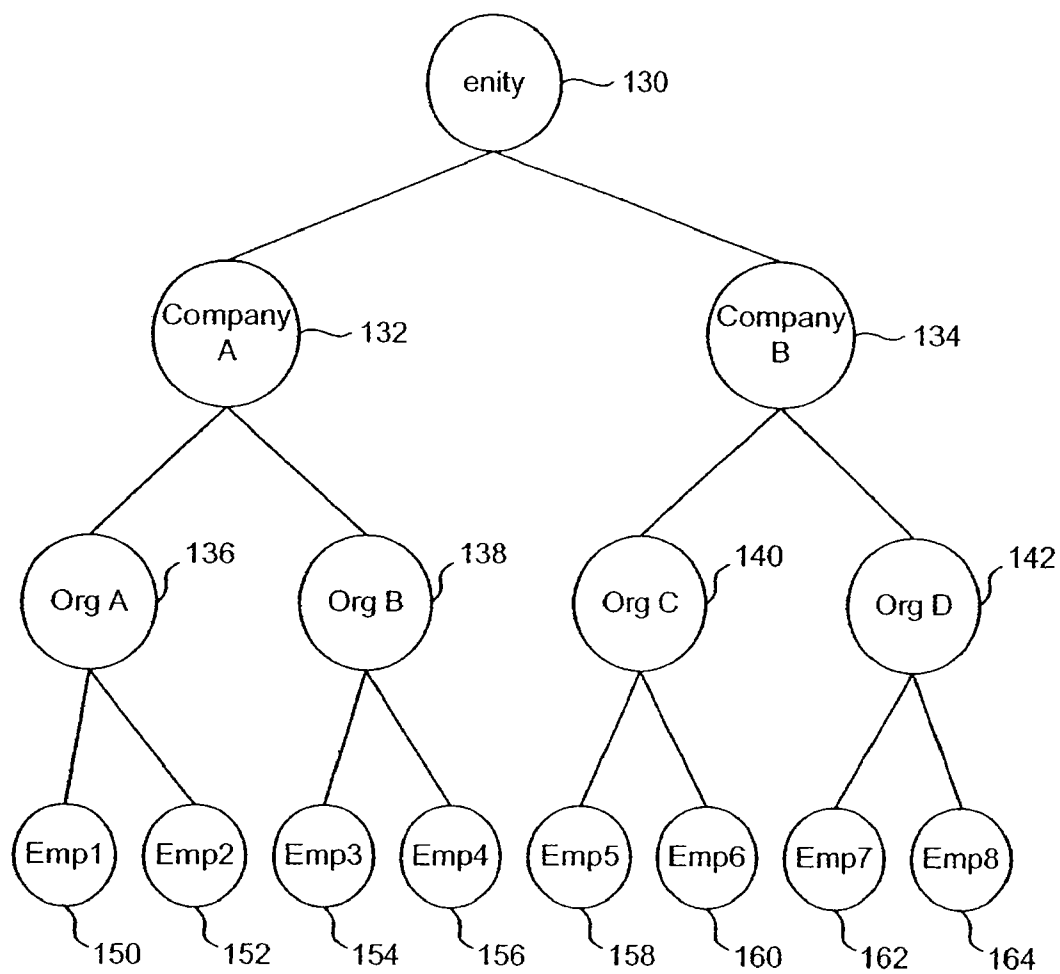 enity
130
Company
A
132
Company
B
134
Org A
136
Org B
138
Org C
140
Org D
142
Emp1
Emp2
Emp3
Emp4
Emp5
Emp6
Emp7
Emp8
150
152
154
156
158
160
162
164